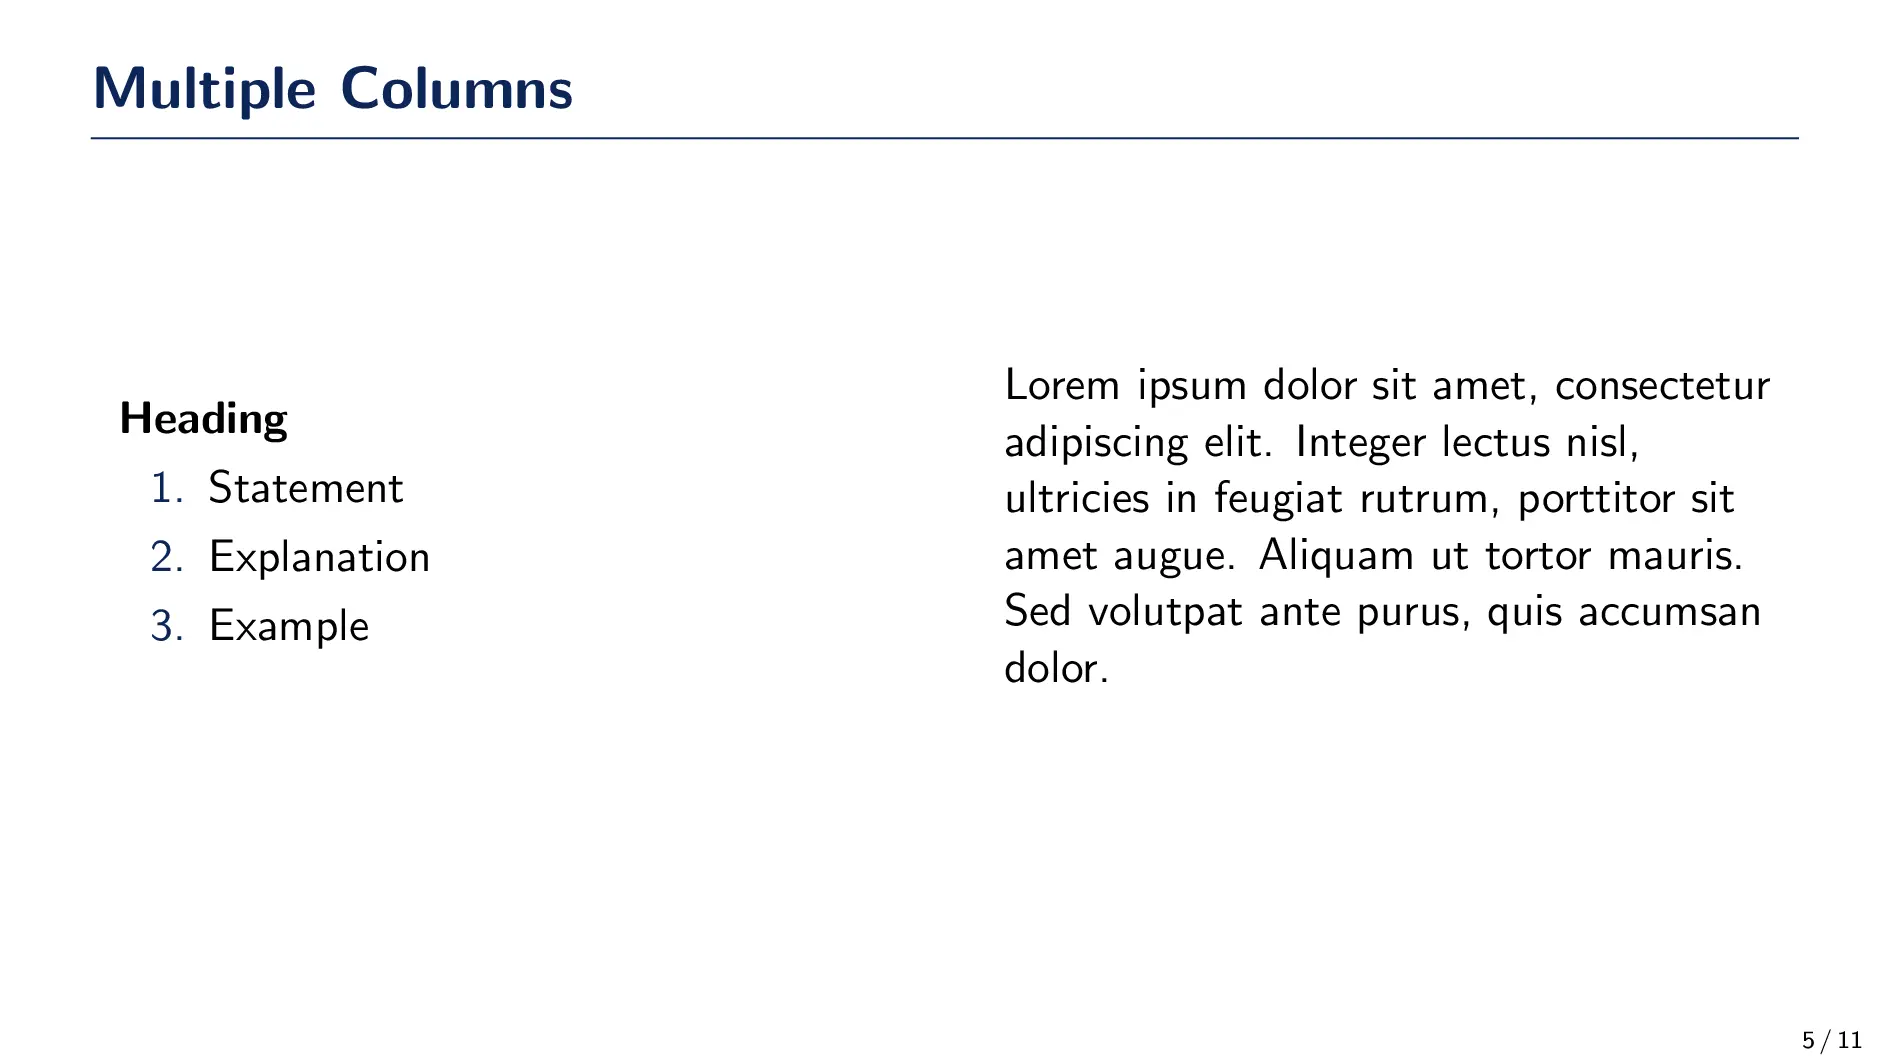 Multiple Columns
Heading
1. Statement
2. Explanation
3. Example
Lorem ipsum dolor sit amet, consectetur
adipiscing elit. Integer lectus nisl,
ultricies in feugiat rutrum, porttitor sit
amet augue. Aliquam ut tortor mauris.
Sed volutpat ante purus, quis accumsan
dolor.
5 / 11